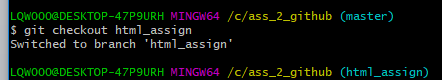 LQWOOO@DESKTOP-47P9URH MINGW64 /c/ass_2_github (master)
$ git checkout html_assign
Switched to branch 'html_assign'
LQWOOO@DESKTOP-47P9URH MINGW64 /c/ass_2_github (html_assign)